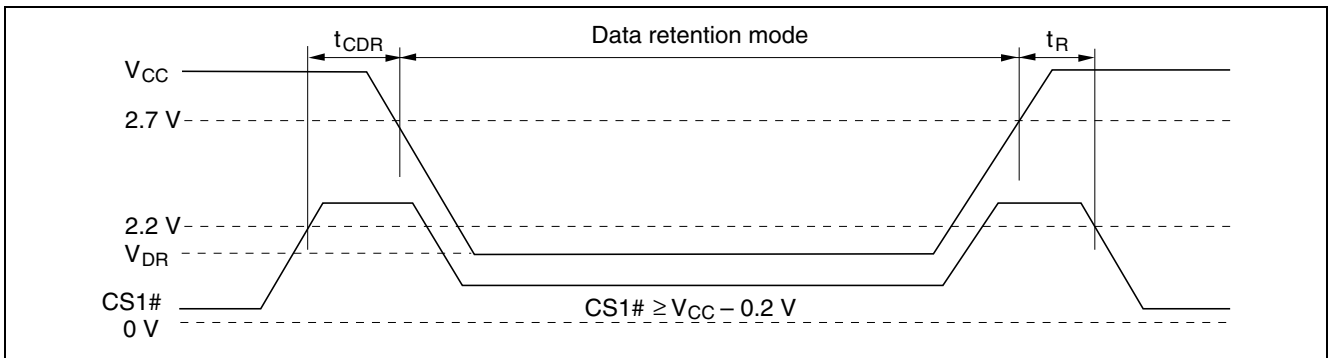 tCDR
Data retention mode
tR
VCC
2.7 V
2.2 V
VDR
CS1#
CS1# ≥ VCC – 0.2 V
0 V